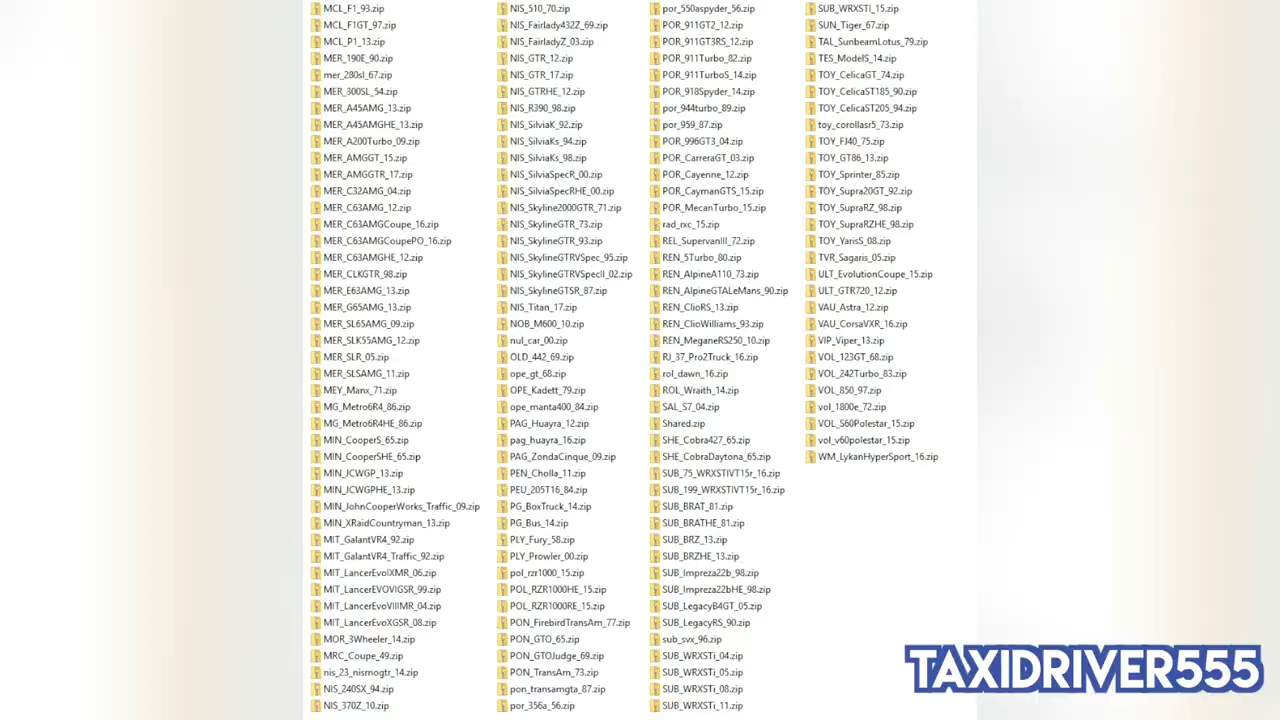 MCL_F1_93.zip
MCL_F1GT_97.zip
MCL_P1_13.zip
MER_190E_90.zip
mer_280sl_67.zip
MER_300SL_54.zip
MER_A45AMG_13.zip
MER_A45AMGHE_13.zip
MER_A200Turbo_09.zip
MER_AMGGT_15.zip
MER_AMGGTR_17.zip
MER_C32AMG_04.zip
MER_C63AMG_12.zip
MER_C63AMGCoupe_16.zip
MER_C63AMGCoupePO_16.zip
MER_C63AMGHE_12.zip
MER_CLKGTR_98.zip
MER_E63AMG_13.zip
MER_G65AMG_13.zip
MER_SL65AMG_09.zip
MER_SLK55AMG_12.zip
MER_SLR_05.zip
MER_SLSAMG_11.zip
MEY_Manx_71.zip
MG_Metro6R4_86.zip
MG_Metro6R4HE_86.zip
MIN_CooperS_65.zip
MIN_CooperSHE_65.zip
MIN_JCWGP_13.zip
MIN_JCWGPHE_13.zip
MIN_JohnCooperWorks_Traffic_09.zip
MIN_XRaidCountryman_13.zip
MIT_GalantVR4_92.zip
MIT_GalantVR4_Traffic_92.zip
MIT_LancerEvoIXMR_06.zip
MIT_LancerEVOVIGSR_99.zip
MIT_LancerEvoVIIIMR_04.zip
MIT_LancerEvoXGSR_08.zip
MOR_3Wheeler_14.zip
MRC_Coupe_49.zip
nis_23_nismogtr_14.zip
NIS_240SX_94.zip
NIS_370Z_10.zip
NIS_510_70.zip
NIS_Fairlady432Z_69.zip
NIS_FairladyZ_03.zip
NIS_GTR_12.zip
NIS_GTR_17.zip
NIS_GTRHE_12.zip
NIS_R390_98.zip
NIS_SilviaK_92.zip
NIS_SilviaKs_94.zip
NIS_SilviaKs_98.zip
NIS_SilviaSpecR_00.zip
NIS_SilviaSpecRHE_00.zip
NIS_Skyline2000GTR_71.zip
NIS_SkylineGTR_73.zip
NIS_SkylineGTR_93.zip
NIS_SkylineGTRVSpec_95.zip
NIS_SkylineGTRVSpecII_02.zip
NIS_SkylineGTSR_87.zip
NIS_Titan_17.zip
NOB_M600_10.zip
nul_car_00.zip
OLD_442_69.zip
ope_gt_68.zip
OPE_Kadett_79.zip
ope_manta400_84.zip
PAG_Huayra_12.zip
pag_huayra_16.zip
PAG_ZondaCinque_09.zip
PEN_Cholla_11.zip
PEU_205T16_84.zip
PG_BoxTruck_14.zip
PG_Bus_14.zip
PLY_Fury_58.zip
PLY_Prowler_00.zip
pol_rzr1000_15.zip
POL_RZR1000HE_15.zip
POL_RZR1000RE_15.zip
PON_FirebirdTransAm_77.zip
PON_GTO_65.zip
PON_GTOJudge_69.zip
PON_TransAm_73.zip
pon_transamgta_87.zip
por_356a_56.zip
por_550aspyder_56.zip
POR_911GT2_12.zip
POR_911GT3RS_12.zip
POR_911Turbo_82.zip
POR_911TurboS_14.zip
POR_918Spyder_14.zip
por_944turbo_89.zip
por_959_87.zip
POR_996GT3_04.zip
POR_CarreraGT_03.zip
POR_Cayenne_12.zip
POR_CaymanGTS_15.zip
POR_MecanTurbo_15.zip
rad_rxc_15.zip
REL_SupervanIII_72.zip
REN_5Turbo_80.zip
REN_AlpineA110_73.zip
REN_AlpineGTALeMans_90.zip
REN_ClioRS_13.zip
REN_ClioWilliams_93.zip
REN_MeganeRS250_10.zip
RJ_37_Pro2Truck_16.zip
rol_dawn_16.zip
ROL_Wraith_14.zip
SAL_S7_04.zip
Shared.zip
SHE_Cobra427_65.zip
SHE_CobraDaytona_65.zip
SUB_75_WRXSTIVT15r_16.zip
SUB_199_WRXSTIVT15r_16.zip
SUB_BRAT_81.zip
SUB_BRATHE_81.zip
SUB_BRZ_13.zip
SUB_BRZHE_13.zip
SUB_Impreza22b_98.zip
SUB_Impreza22bHE_98.zip
SUB_LegacyB4GT_05.zip
SUB_LegacyRS_90.zip
sub_svx_96.zip
SUB_WRXSTi_04.zip
SUB_WRXSTi_05.zip
SUB_WRXSTi_08.zip
SUB_WRXSTi_11.zip
SUB_WRXSTI_15.zip
SUN_Tiger_67.zip
TAL_SunbeamLotus_79.zip
TES_ModelS_14.zip
TOY_CelicaGT_74.zip
TOY_CelicaST185_90.zip
TOY_CelicaST205_94.zip
toy_corollasr5_73.zip
TOY_FJ40_75.zip
TOY_GT86_13.zip
TOY_Sprinter_85.zip
TOY_Supra20GT_92.zip
TOY_SupraRZ_98.zip
TOY_SupraRZHE_98.zip
TOY_YarisS_08.zip
TVR_Sagaris_05.zip
ULT_EvolutionCoupe_15.zip
ULT_GTR720_12.zip
VAU_Astra_12.zip
VAU_CorsaVXR_16.zip
VIP_Viper_13.zip
VOL_123GT_68.zip
VOL_242Turbo_83.zip
VOL_850_97.zip
vol_1800e_72.zip
VOL_S60Polestar_15.zip
vol_v60polestar_15.zip
WM_LykanHyperSport_16.zip
TAXIDRIVER555